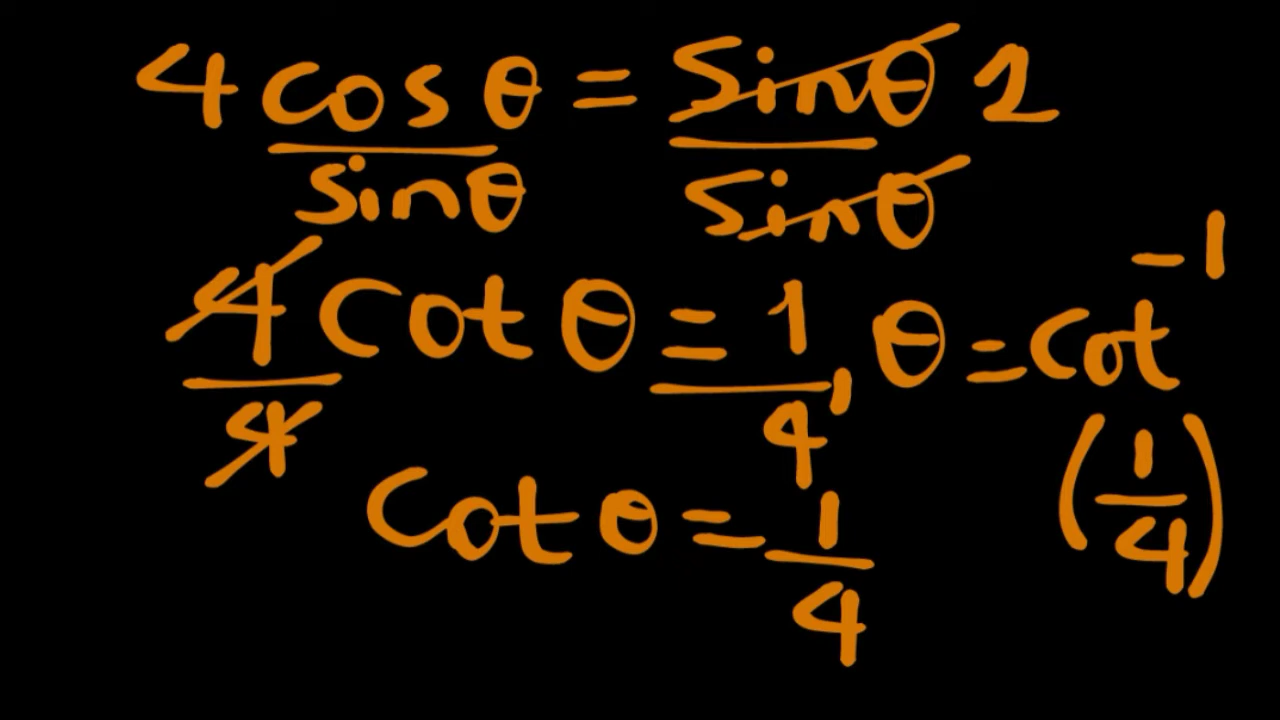 4 cos θ = sin θ 1
sin θ sin θ
4 cot θ = 1 θ = cot -1
4 4 ( 1
4 )
cot θ = 1
4